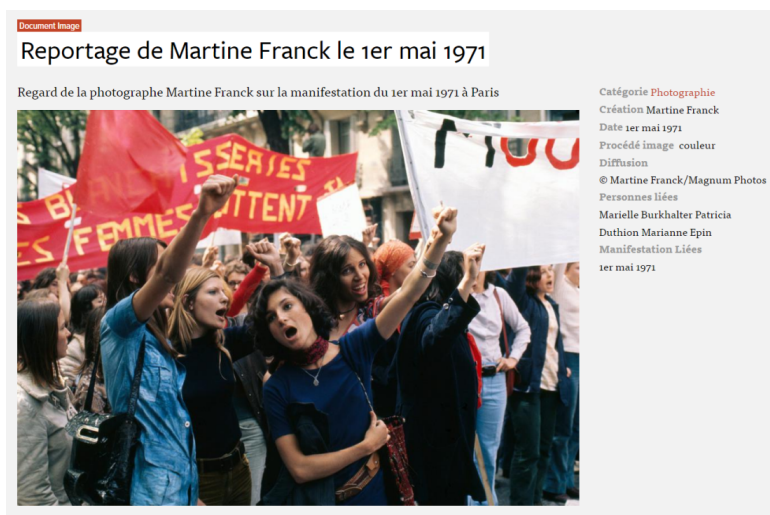 Document Image
Reportage de Martine Franck le 1er mai 1971
Regard de la photographe Martine Franck sur la manifestation du 1er mai 1971 à Paris
ISSERIES
FEMMES
TTENT
Catégorie Photographie
Création Martine Franck
Date 1er mai 1971
Procédé image couleur
Diffusion
© Martine Franck/Magnum Photos
Personnes liées
Marielle Burkhalter Patricia
Duthion Marianne Epin
Manifestation Liées
1er mai 1971